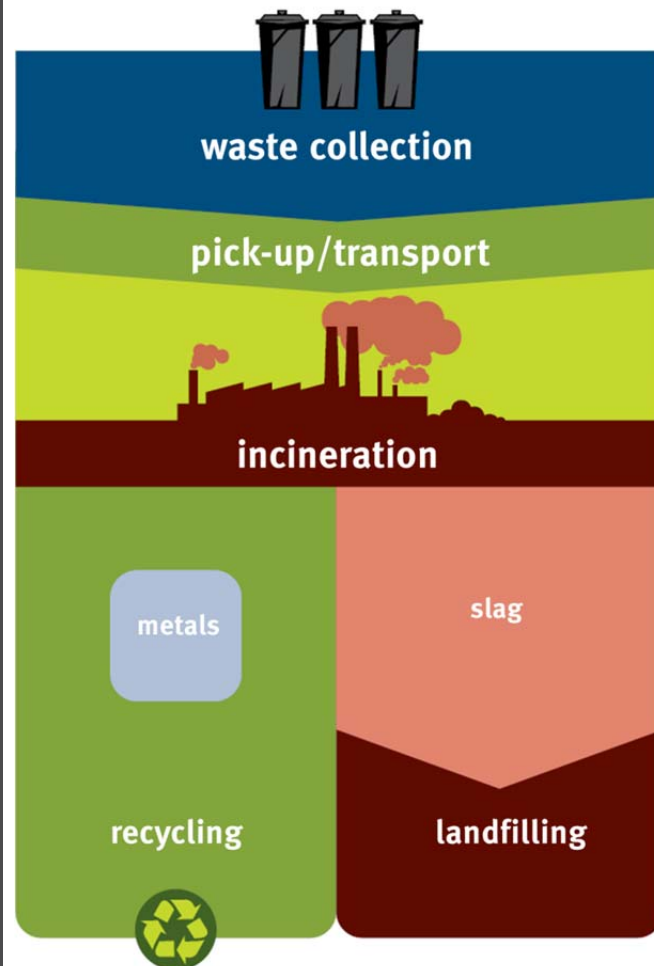 waste collection
pick-up/transport
incineration
metals
slag
recycling
landfilling